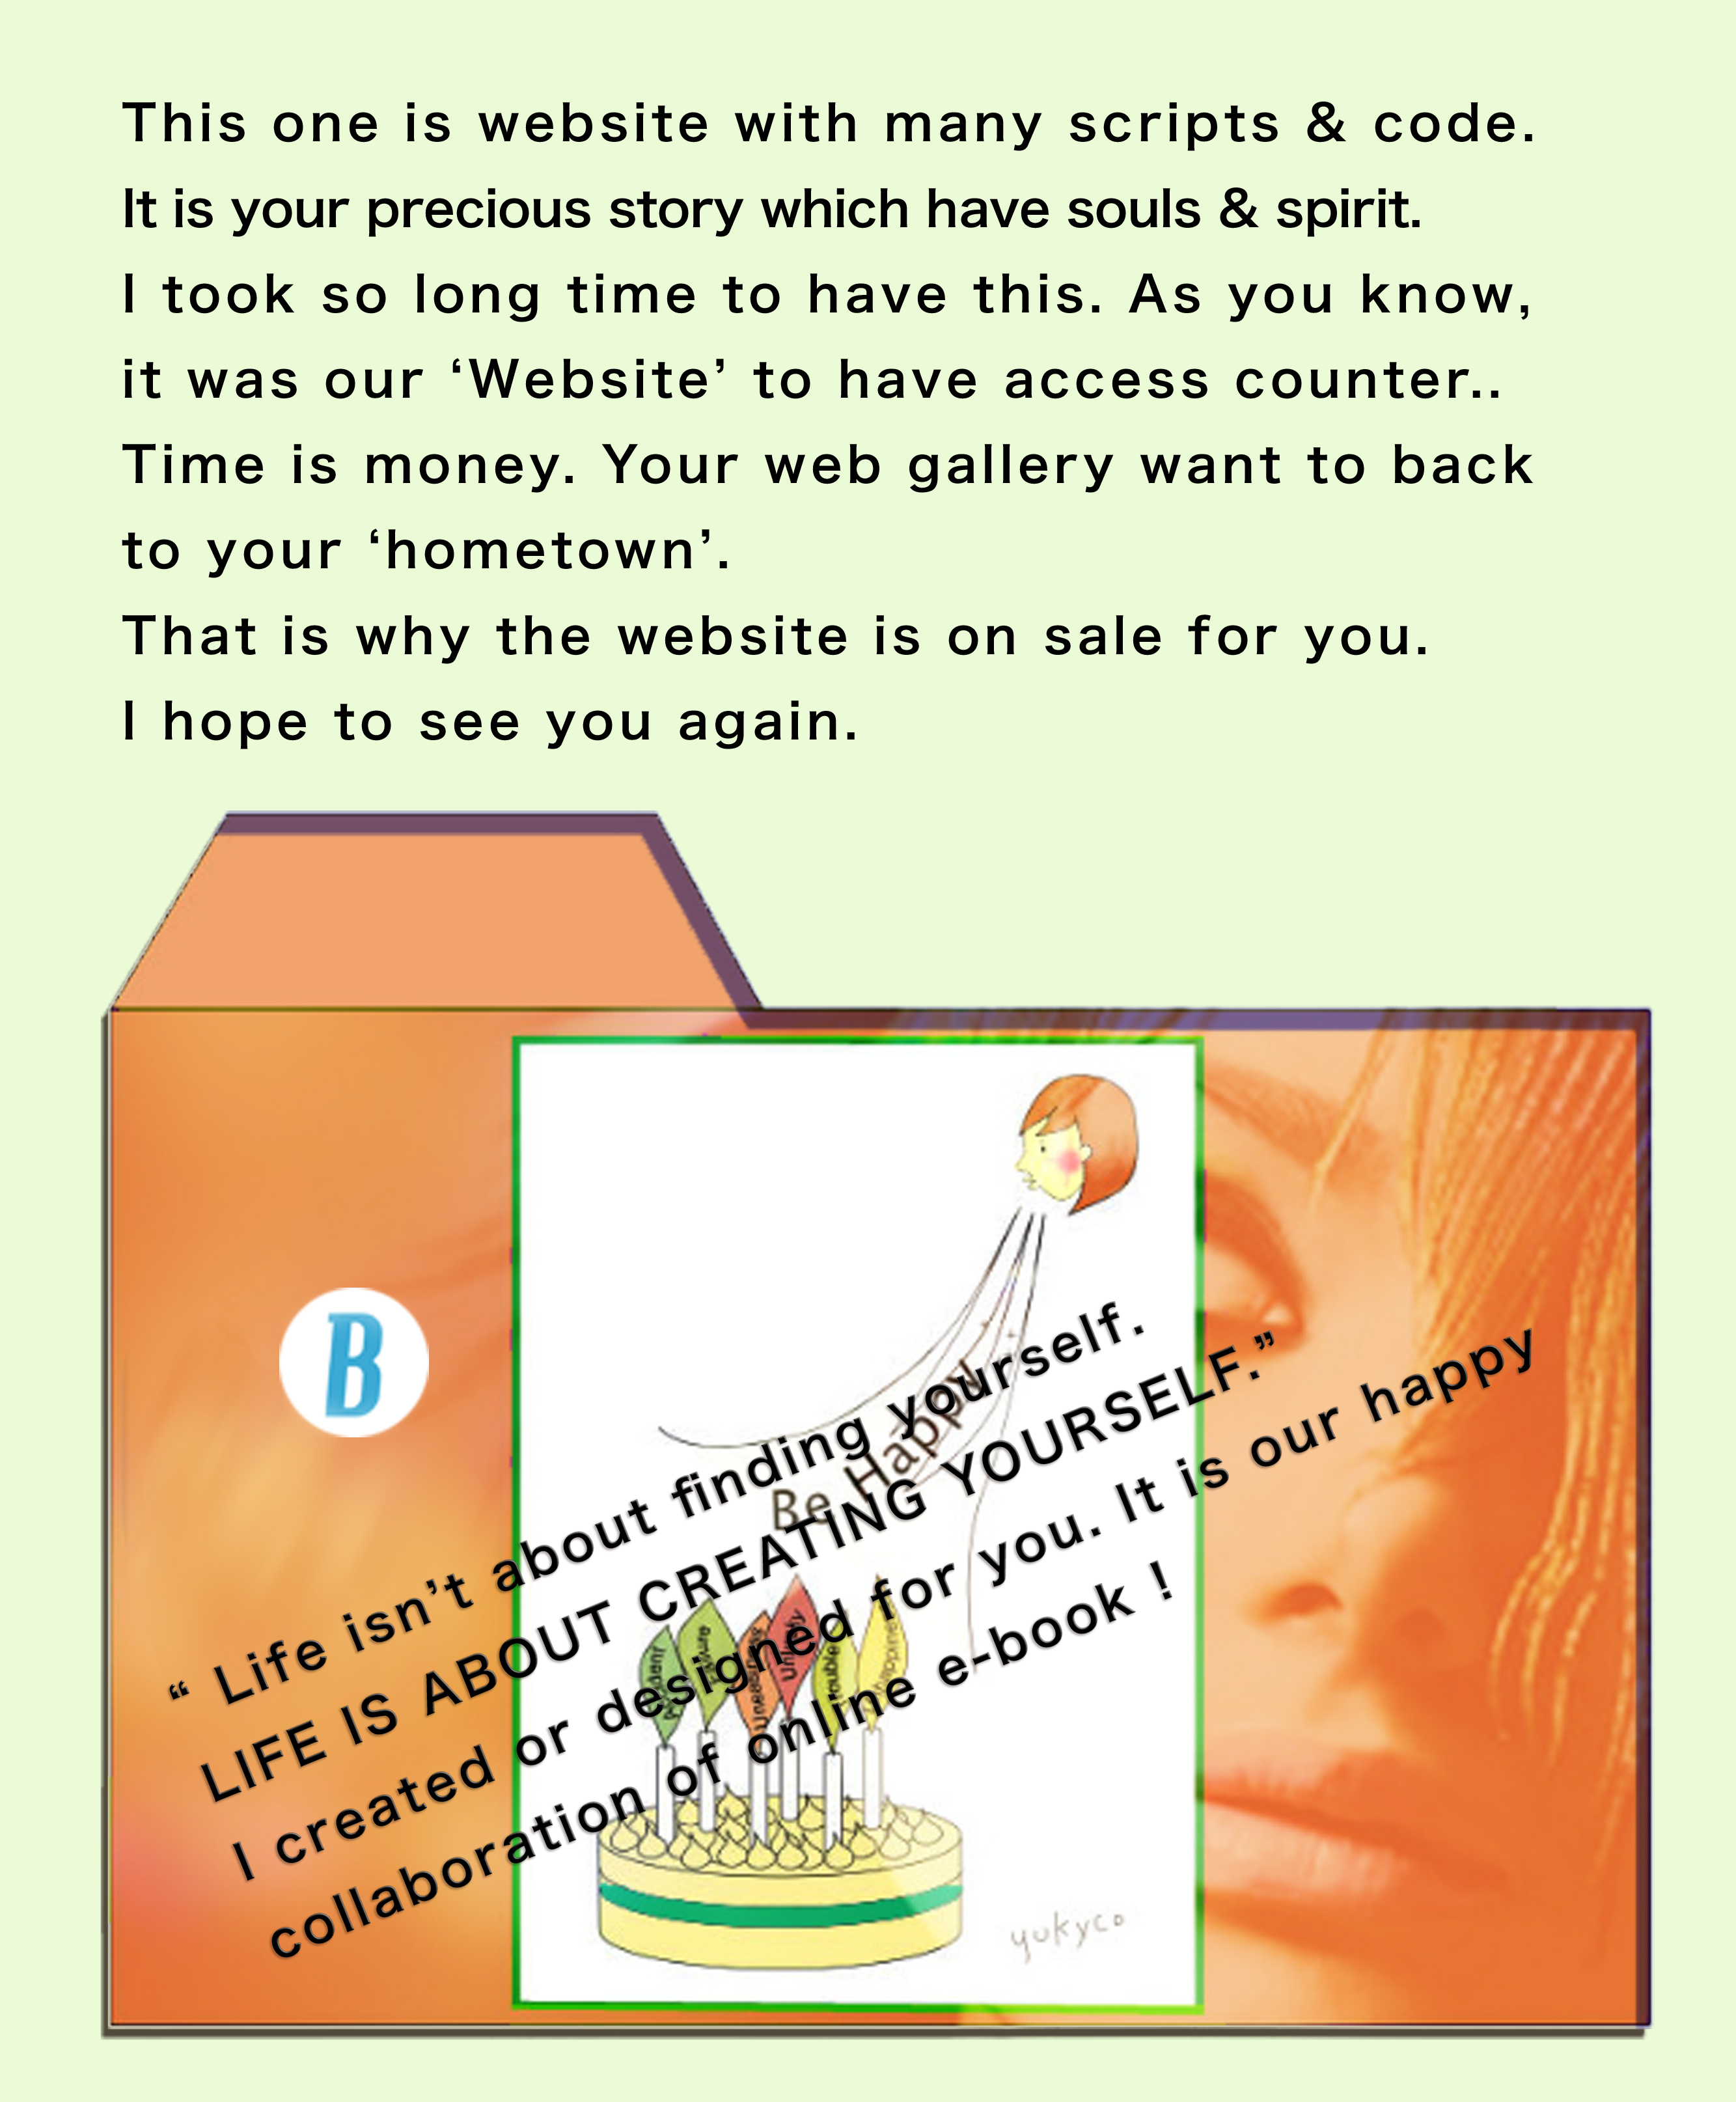 This one is website with many scripts & code.
It is your precious story which have souls & spirit.
I took so long time to have this. As you know,
it was our ‘Website’ to have access counter..
Time is money. Your web gallery want to back
to your ‘hometown’.
That is why the website is on sale for you.
I hope to see you again.
B
“ Life isn’t about finding yourself.
LIFE IS ABOUT CREATING YOURSELF.”
I created or designed for you. It is our happy
collaboration of online e-book !
Be Happy
yukyco